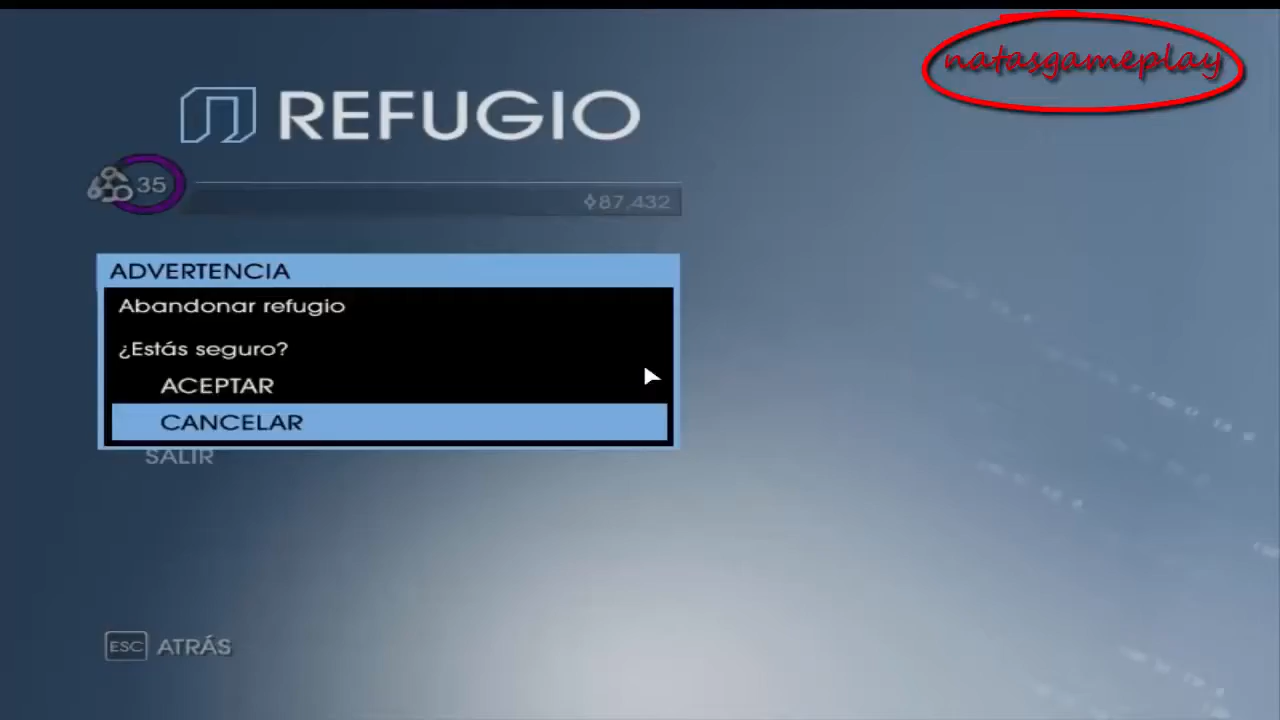 natasgameplay
REFUGIO
35
87,432
ADVERTENCIA
Abandonar refugio
¿Estás seguro?
ACEPTAR
CANCELAR
SALIR
ESC ATRÁS